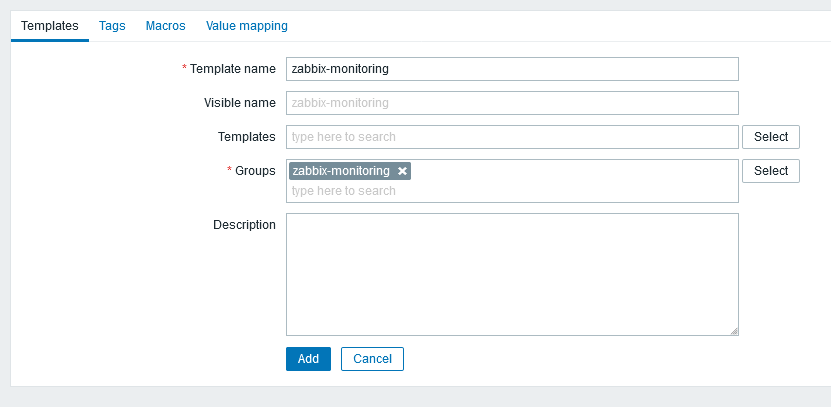 Templates Tags Macros Value mapping
* Template name zabbix-monitoring
Visible name zabbix-monitoring
Templates type here to search Select
* Groups zabbix-monitoring Select
type here to search
Description
Add Cancel